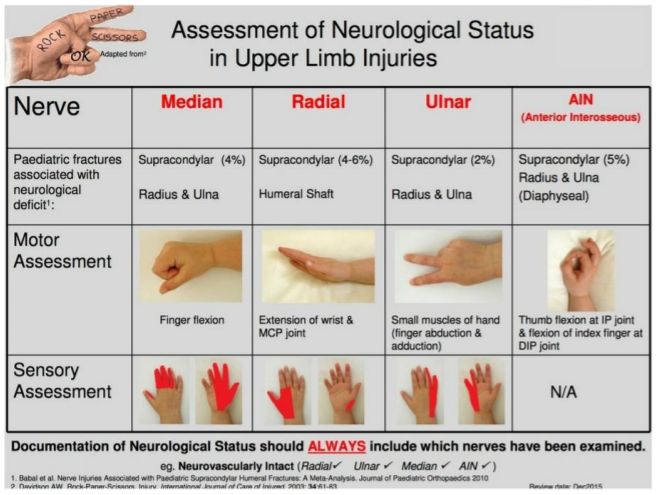 PAPER
ROCK
SCISSORS
OK
Adapted from²
Assessment of Neurological Status
in Upper Limb Injuries
Nerve
Median
Radial
Ulnar
AIN
(Anterior Interosseous)
Paediatric fractures
associated with
neurological
deficit¹:
Supracondylar (4%)
Radius & Ulna
Supracondylar (4-6%)
Humeral Shaft
Supracondylar (2%)
Radius & Ulna
Supracondylar (5%)
Radius & Ulna
(Diaphyseal)
Motor
Assessment
Finger flexion
Extension of wrist &
MCP joint
Small muscles of hand
(finger abduction &
adduction)
Thumb flexion at IP joint
& flexion of index finger at
DIP joint
Sensory
Assessment
N/A
Documentation of Neurological Status should ALWAYS include which nerves have been examined.
eg. Neurovascularly Intact (Radial✓ Ulnar ✓ Median ✓ AIN ✓)
1. Babal et al. Nerve Injuries Associated with Paediatric Supracondylar Humeral Fractures: A Meta-Analysis. Journal of Paediatric Orthopaedics 2010
2. Davidson AW. Rock-Paper-Scissors. Injury. International Journal of Care of Injured. 2003; 34:61-63
Review date: Dec2015